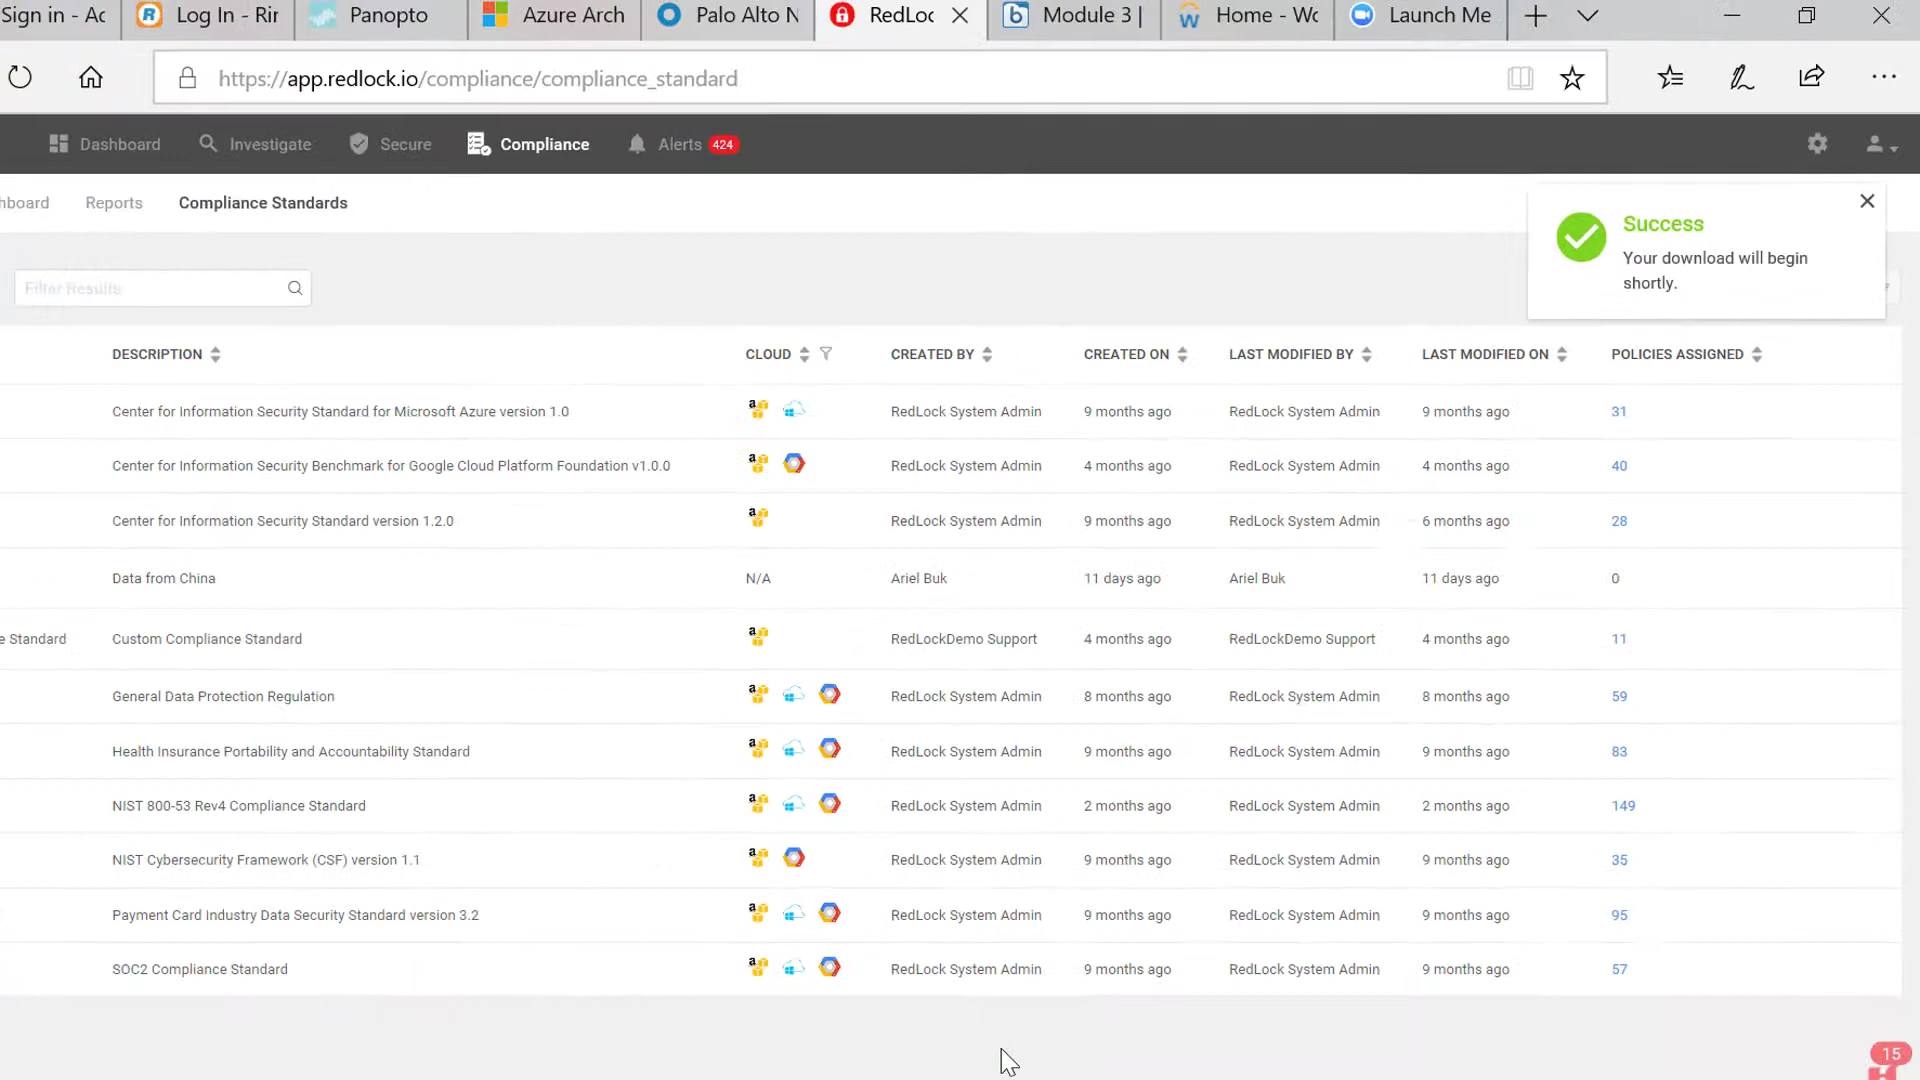 Sign in - Ac
Log In - Rir
Panopto
Azure Arch
Palo Alto N
RedLoc
Module 3 |
Home - Wc
Launch Me
https://app.redlock.io/compliance/compliance_standard
Dashboard Investigate Secure Compliance Alerts 424
hboard Reports Compliance Standards
Success
Your download will begin
shortly.
Filter Results
DESCRIPTION CLOUD CREATED BY CREATED ON LAST MODIFIED BY LAST MODIFIED ON POLICIES ASSIGNED
Center for Information Security Standard for Microsoft Azure version 1.0 RedLock System Admin 9 months ago RedLock System Admin 9 months ago 31
Center for Information Security Benchmark for Google Cloud Platform Foundation v1.0.0 RedLock System Admin 4 months ago RedLock System Admin 4 months ago 40
Center for Information Security Standard version 1.2.0 RedLock System Admin 9 months ago RedLock System Admin 6 months ago 28
Data from China N/A Ariel Buk 11 days ago Ariel Buk 11 days ago 0
e Standard Custom Compliance Standard RedLockDemo Support 4 months ago RedLockDemo Support 4 months ago 11
General Data Protection Regulation RedLock System Admin 8 months ago RedLock System Admin 8 months ago 59
Health Insurance Portability and Accountability Standard RedLock System Admin 9 months ago RedLock System Admin 9 months ago 83
NIST 800-53 Rev4 Compliance Standard RedLock System Admin 2 months ago RedLock System Admin 2 months ago 149
NIST Cybersecurity Framework (CSF) version 1.1 RedLock System Admin 9 months ago RedLock System Admin 9 months ago 35
Payment Card Industry Data Security Standard version 3.2 RedLock System Admin 9 months ago RedLock System Admin 9 months ago 95
SOC2 Compliance Standard RedLock System Admin 9 months ago RedLock System Admin 9 months ago 57
15